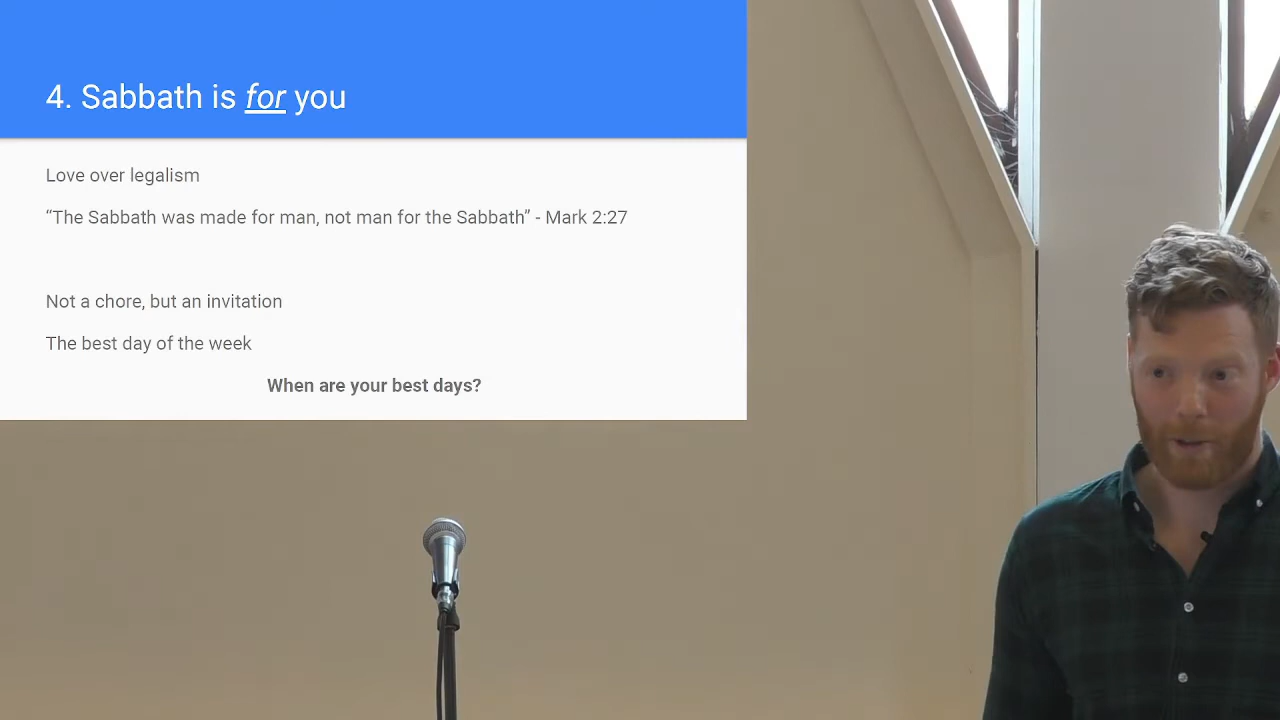 4. Sabbath is for you
Love over legalism
“The Sabbath was made for man, not man for the Sabbath” - Mark 2:27
Not a chore, but an invitation
The best day of the week
When are your best days?